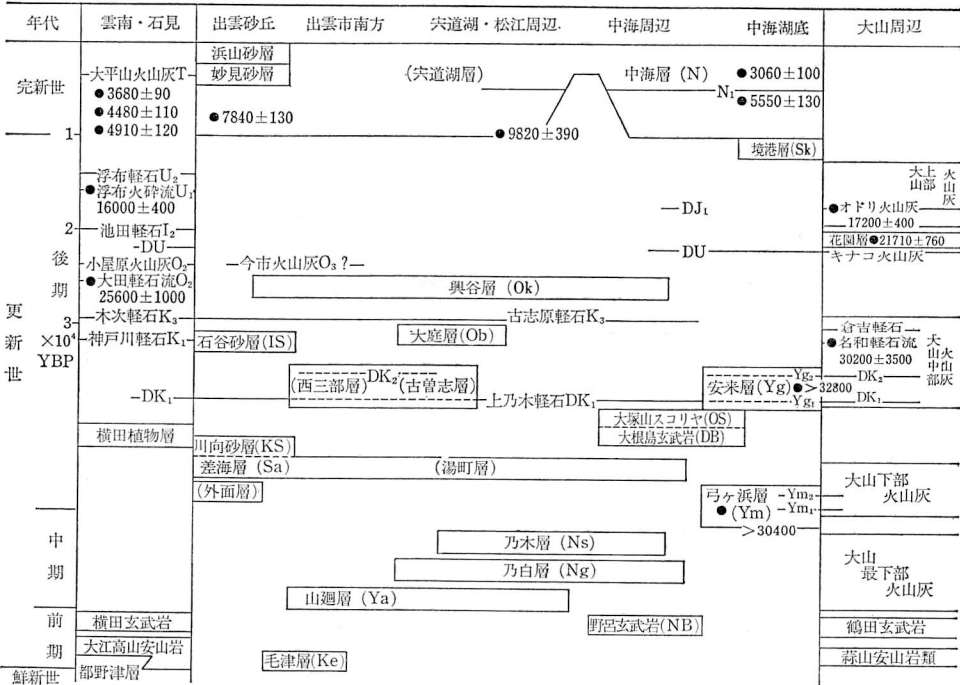 年代 雲南・石見 出雲砂丘 出雲市南方 宍道湖・松江周辺 中海周辺 中海湖底 大山周辺
浜山砂層
大平山火山灰T 妙見砂層 (宍道湖層) 中海層(N) ●3060±100
完新世 ●3680±90 N₁
●4480±110 ●7840±130 ●5550±130
●4910±120
1 ●9820±390
境港層(Sk)
浮布軽石U₂ 大山上部火山灰
●浮布火砕流U₁
16000±400 DJ₁ ●オドリ火山灰
17200±400
2 池田軽石I₂
DU DU 花園層●21710±760
後期 小屋原火山灰O₂ 今市火山灰O₃? キナコ火山灰
●大田軽石流O₂ 興谷層(Ok)
25600±1000
3 木次軽石K₃ 古志原軽石K₃
更新世 ×10⁴ YBP 神戸川軽石K₁ 石谷砂層(IS) 大庭層(Ob) 倉吉軽石
●名和軽石流 大山中部火山灰
30200±3500
DK₂ Yg₂ DK₂
(西三部層) (古曽志層) 安来層(Yg)●>32800
DK₁ 上乃木軽石DK₁ Yg₁ DK₁
大塚山スコリヤ(OS)
横田植物層 大根島玄武岩(DB)
川向砂層(KS)
差海層(Sa) (湯町層)
大山下部火山灰
(外面層) 弓ヶ浜層 Ym₂
●(Ym) Ym₁
>30400
中期 乃木層(Ns)
乃白層(Ng) 大山最下部火山灰
山廻層(Ya)
前期 横田玄武岩 野呂玄武岩(NB) 鶴田玄武岩
大江高山安山岩
毛津層(Ke) 蒜山安山岩類
鮮新世 都野津層